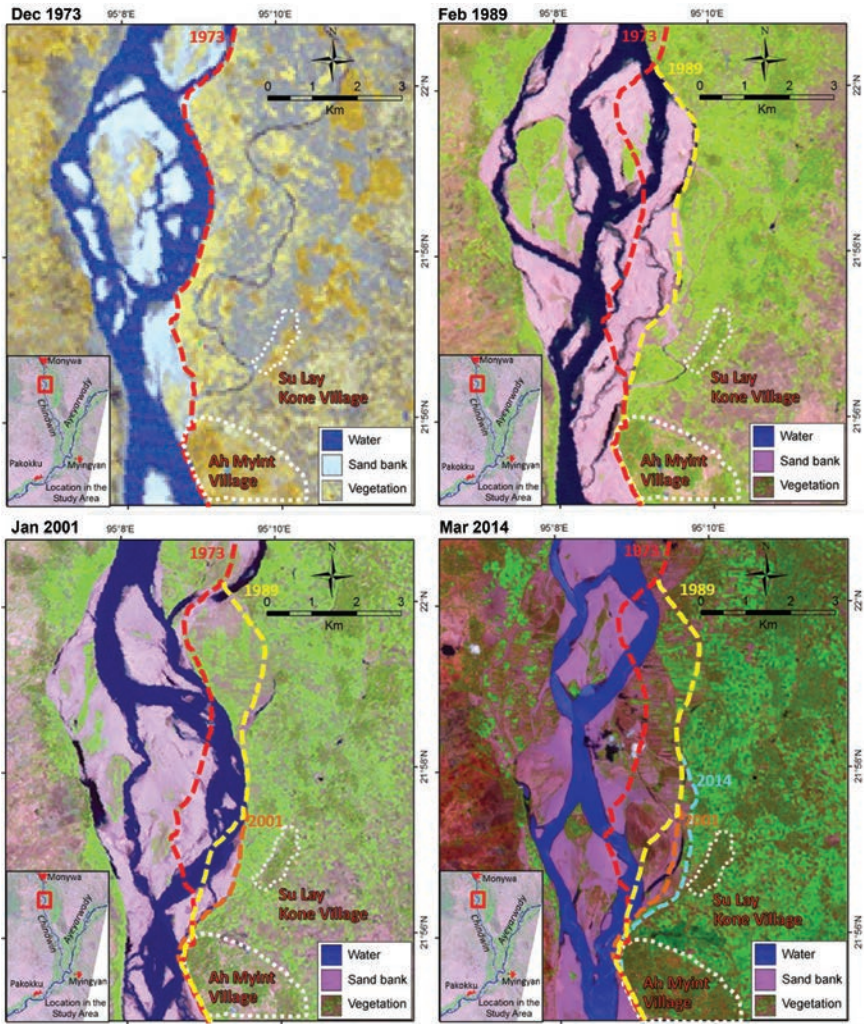 Dec 1973
95°8'E
95°10'E
1973
N
0 1 2 3
Km
22°N
21°58'N
21°56'N
Su Lay
Kone Village
Ah Myint
Village
Monywa
Chindwin
Ayeyarwady
Pakokku
Myingyan
Location in the
Study Area
Water
Sand bank
Vegetation
Feb 1989
95°8'E
95°10'E
1973
1989
N
0 1 2 3
Km
22°N
21°58'N
21°56'N
Su Lay
Kone Village
Ah Myint
Village
Monywa
Chindwin
Ayeyarwady
Pakokku
Myingyan
Location in the
Study Area
Water
Sand bank
Vegetation
Jan 2001
95°8'E
95°10'E
1973
1989
N
0 1 2 3
Km
22°N
21°58'N
2001
21°56'N
Su Lay
Kone Village
Ah Myint
Village
Monywa
Chindwin
Ayeyarwady
Pakokku
Myingyan
Location in the
Study Area
Water
Sand bank
Vegetation
Mar 2014
95°8'E
95°10'E
1973
1989
N
0 1 2 3
Km
22°N
21°58'N
2014
2001
21°56'N
Su Lay
Kone Village
Ah Myint
Village
Monywa
Chindwin
Ayeyarwady
Pakokku
Myingyan
Location in the
Study Area
Water
Sand bank
Vegetation